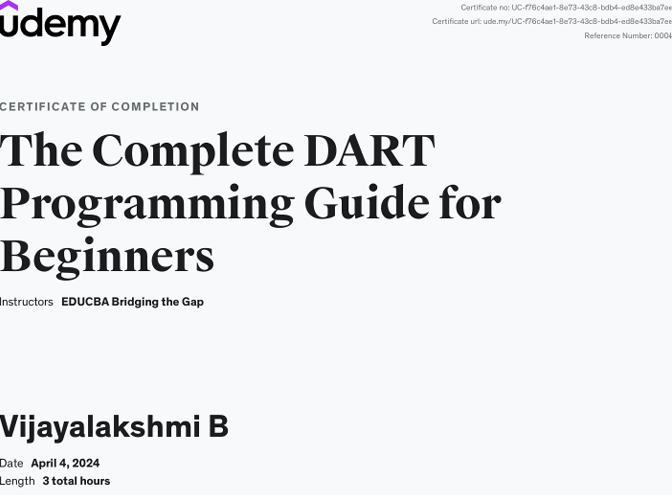 udemy
Certificate no: UC-f76c4ae1-8e73-43c8-bdb4-ed8e433ba7ee
Certificate url: ude.my/UC-f76c4ae1-8e73-43c8-bdb4-ed8e433ba7ee
Reference Number: 0004
CERTIFICATE OF COMPLETION
The Complete DART
Programming Guide for
Beginners
Instructors EDUCBA Bridging the Gap
Vijayalakshmi B
Date April 4, 2024
Length 3 total hours